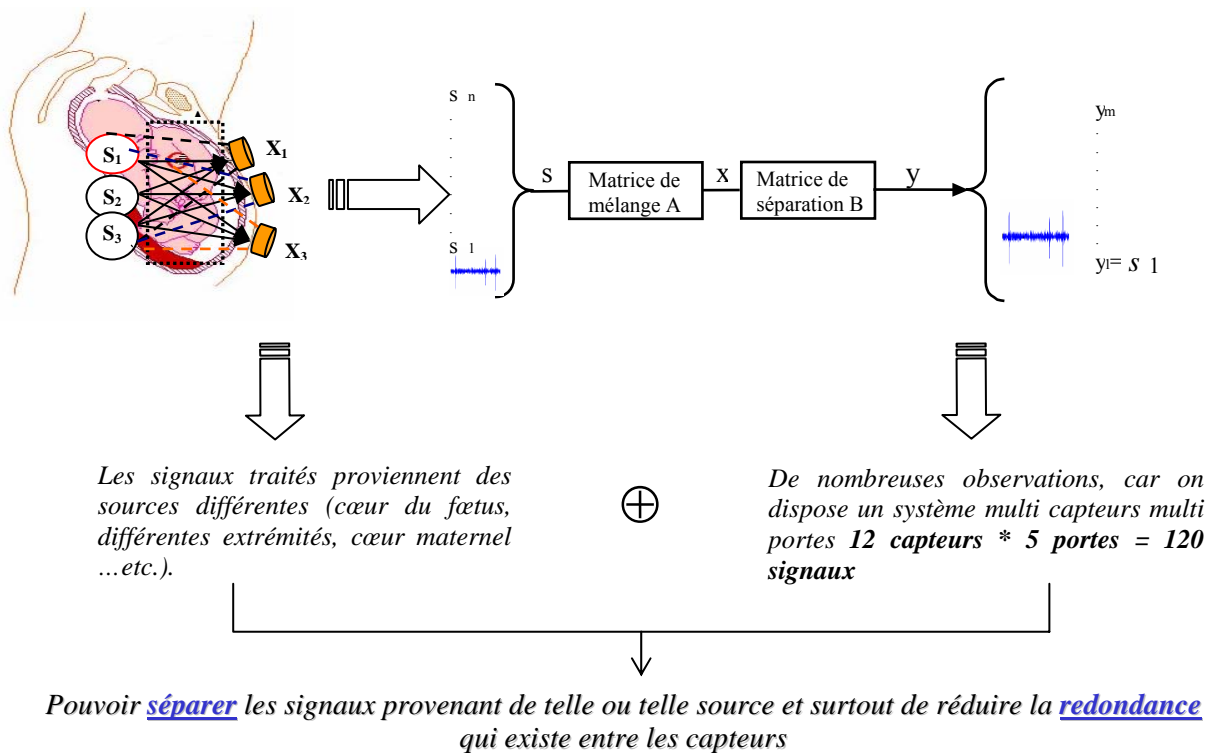 S1
S2
S3
X1
X2
X3
s n
s 1
s
Matrice de
mélange A
x
Matrice de
séparation B
y
ym
y1= s 1
Les signaux traités proviennent des
sources différentes (cœur du fœtus,
différentes extrémités, cœur maternel
…etc.).
De nombreuses observations, car on
dispose un système multi capteurs multi
portes 12 capteurs * 5 portes = 120
signaux
Pouvoir séparer les signaux provenant de telle ou telle source et surtout de réduire la redondance
qui existe entre les capteurs